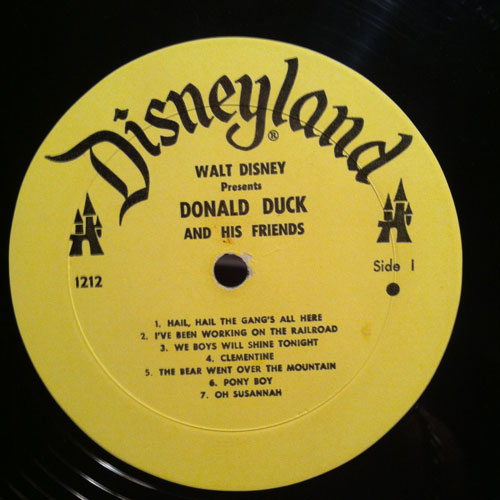 Disneyland®
WALT DISNEY
Presents
DONALD DUCK
AND HIS FRIENDS
1212
Side 1
1. HAIL, HAIL THE GANG'S ALL HERE
2. I'VE BEEN WORKING ON THE RAILROAD
3. WE BOYS WILL SHINE TONIGHT
4. CLEMENTINE
5. THE BEAR WENT OVER THE MOUNTAIN
6. PONY BOY
7. OH SUSANNAH